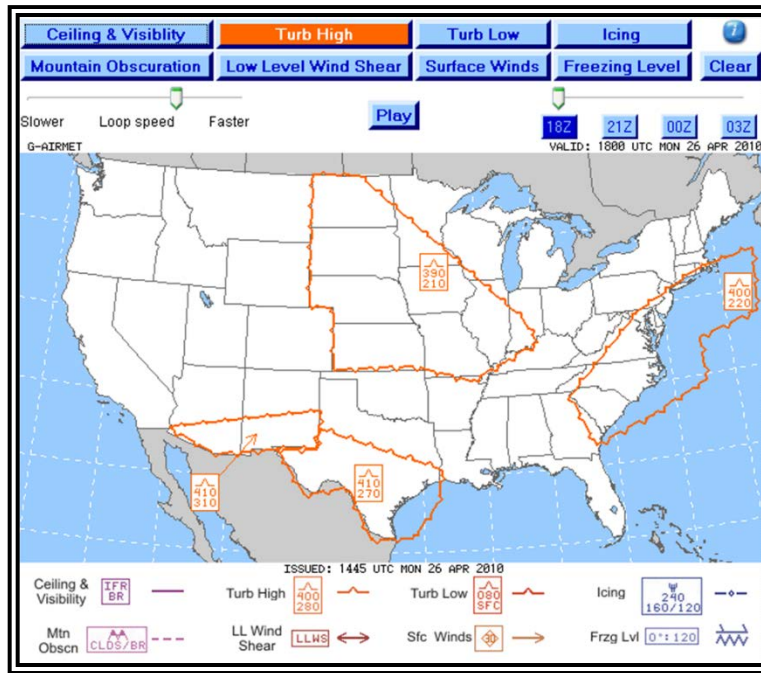 Ceiling & Visiblity Turb High Turb Low Icing i
Mountain Obscuration Low Level Wind Shear Surface Winds Freezing Level Clear
Slower Loop speed Faster Play 18Z 21Z 00Z 03Z
G-AIRMET VALID: 1800 UTC MON 26 APR 2010
390
210
400
220
410
310
410
270
ISSUED: 1445 UTC MON 26 APR 2010
Ceiling & Visibility IFR BR
Turb High 400 280
Turb Low 080 SFC
Icing 240 160/120
Mtn Obscn CLDS/BR
LL Wind Shear LLWS
Sfc Winds 30
Frzg Lvl 0°:120